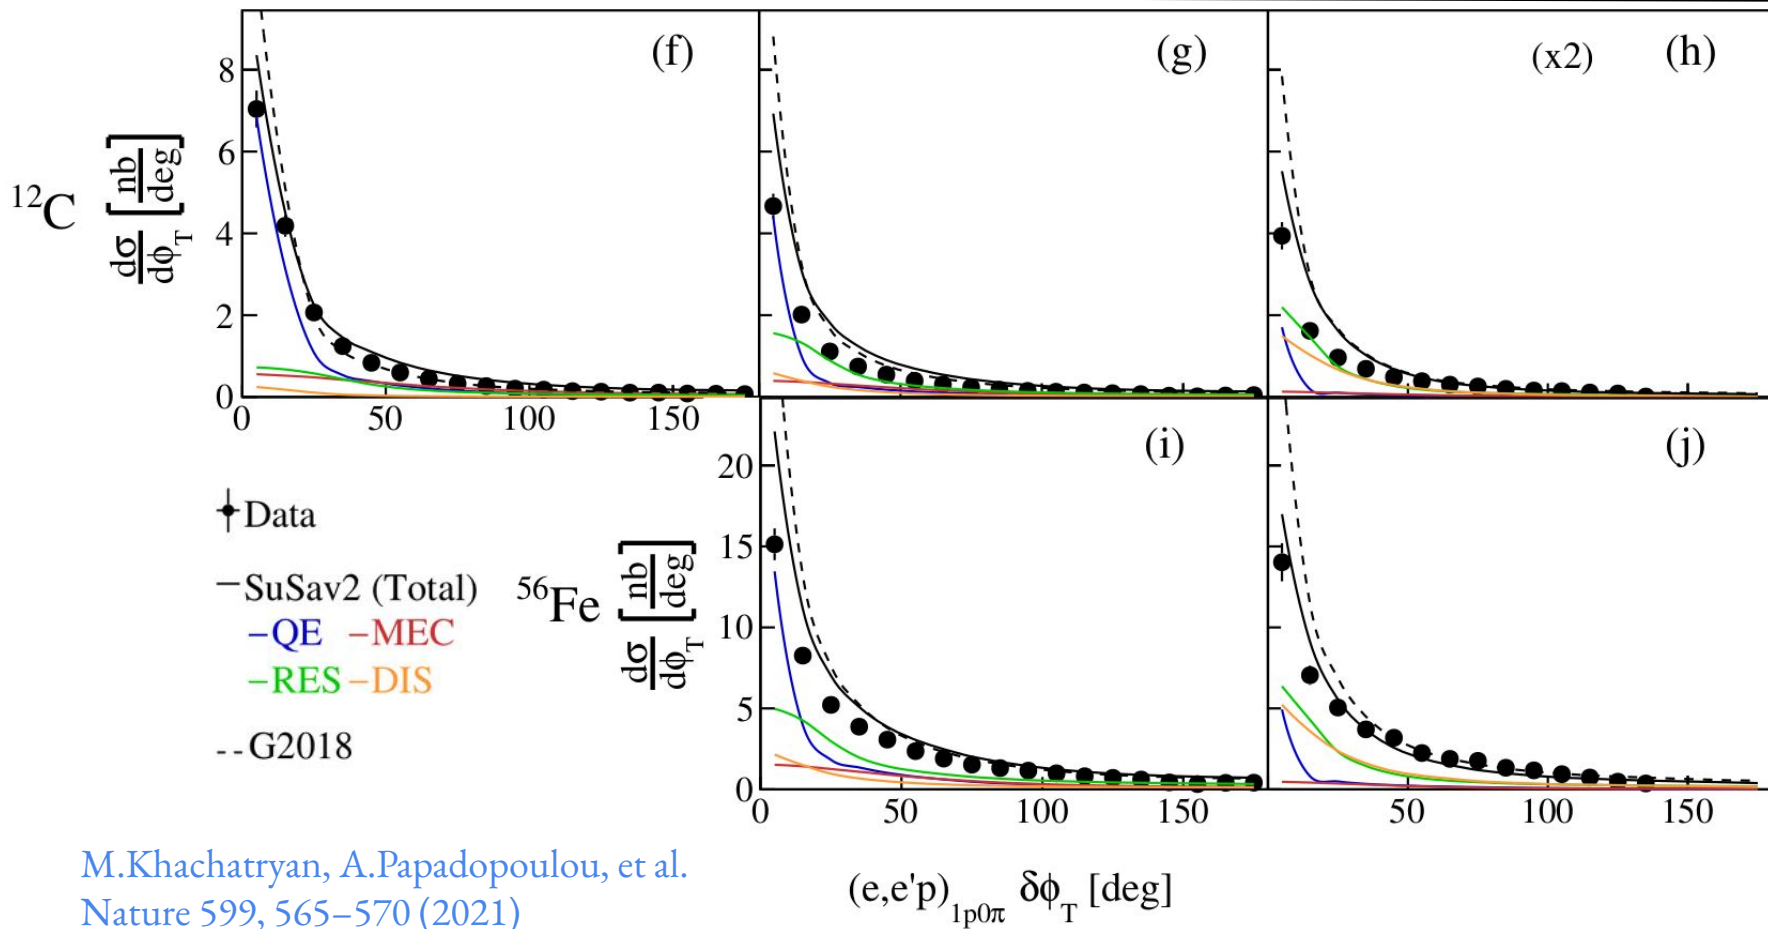 (f)
(g)
(x2) (h)
8
6
4
2
0
¹²C dσ/dϕ_T [nb/deg]
0 50 100 150
(i)
(j)
20
15
10
5
0
⁵⁶Fe dσ/dϕ_T [nb/deg]
Data
SuSav2 (Total)
QE MEC
RES DIS
G2018
0 50 100 150
50 100 150
(e,e'p)_1p0π δϕ_T [deg]
M.Khachatryan, A.Papadopoulou, et al.
Nature 599, 565–570 (2021)